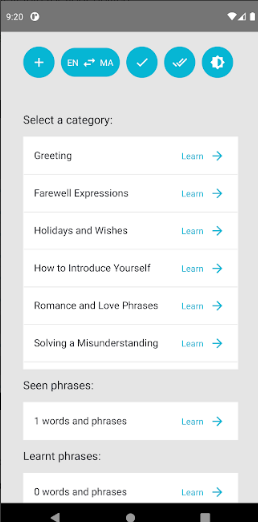 9:20
EN MA
Select a category:
Greeting Learn
Farewell Expressions Learn
Holidays and Wishes Learn
How to Introduce Yourself Learn
Romance and Love Phrases Learn
Solving a Misunderstanding Learn
Seen phrases:
1 words and phrases Learn
Learnt phrases:
0 words and phrases Learn